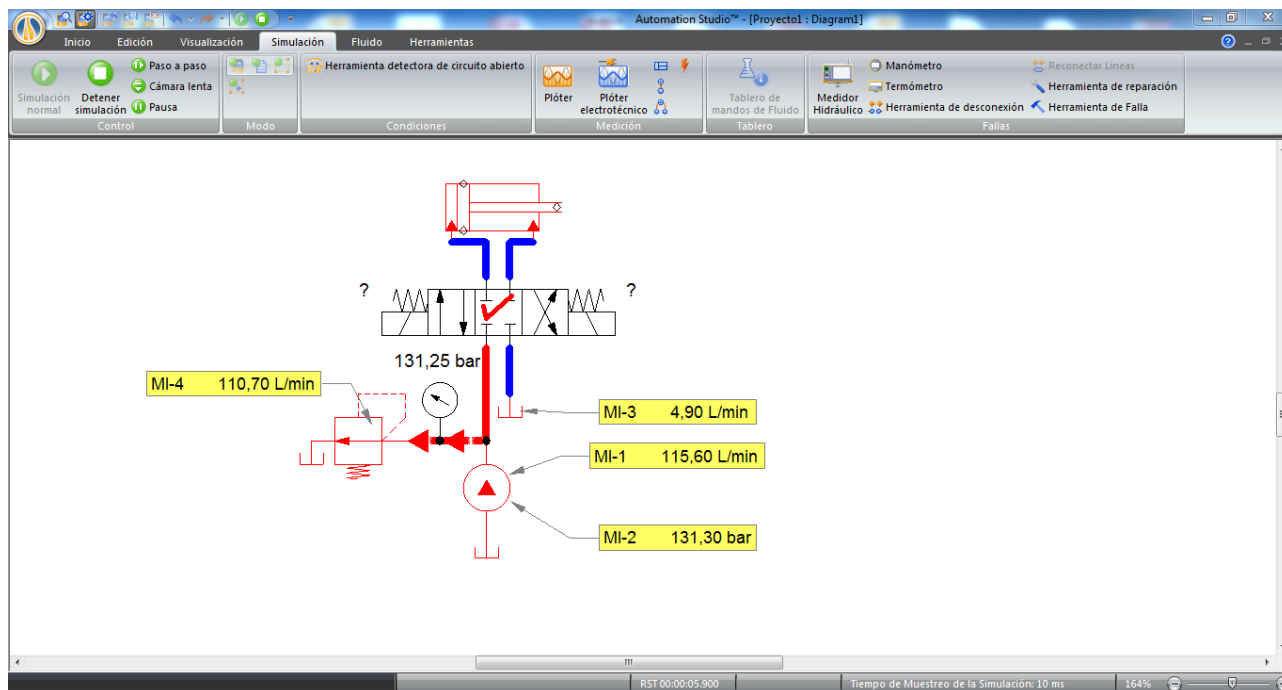 Automation Studio™ - [Proyecto1 : Diagram1]
Inicio Edición Visualización Simulación Fluido Herramientas
Simulación normal
Detener simulación
Paso a paso
Cámara lenta
Pausa
Control
Modo
Herramienta detectora de circuito abierto
Condiciones
Plóter
Plóter electrotécnico
Medición
Tablero de mandos de Fluido
Tablero
Medidor Hidráulico
Manómetro
Termómetro
Herramienta de desconexión
Reconectar Líneas
Herramienta de reparación
Herramienta de Falla
Fallas
? ?
131,25 bar
MI-4 110,70 L/min
MI-3 4,90 L/min
MI-1 115,60 L/min
MI-2 131,30 bar
RST 00:00:05.900 Tiempo de Muestreo de la Simulación: 10 ms 164%